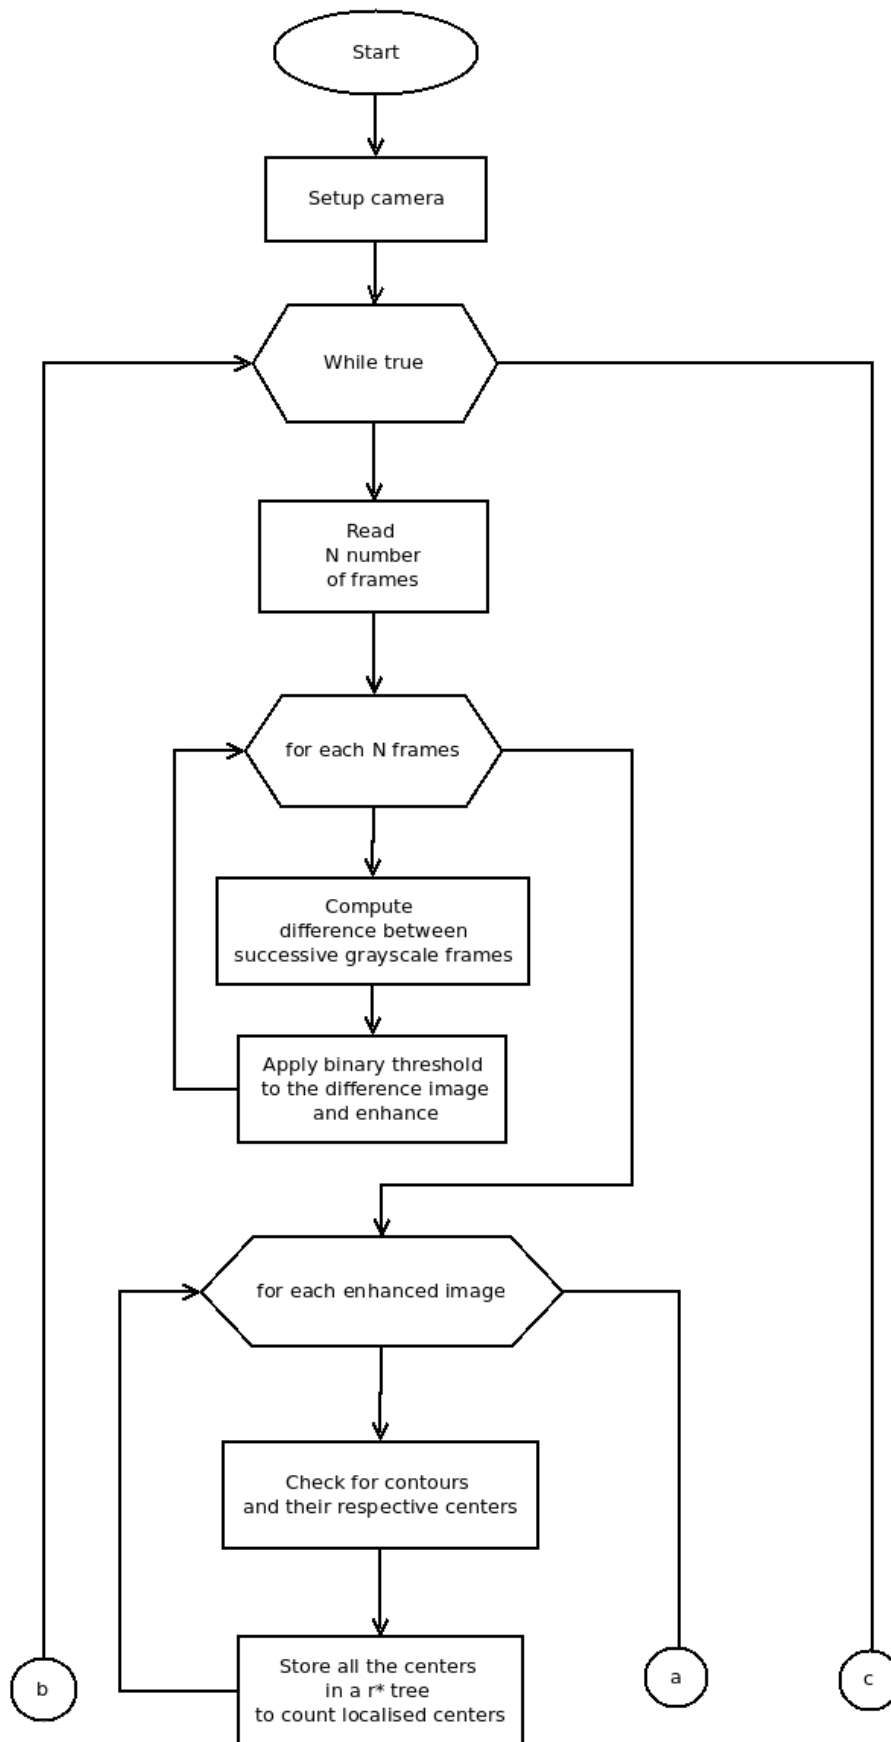 Start
Setup camera
While true
Read
N number
of frames
for each N frames
Compute
difference between
successive grayscale frames
Apply binary threshold
to the difference image
and enhance
for each enhanced image
Check for contours
and their respective centers
Store all the centers
in a r* tree
to count localised centers
b
a
c